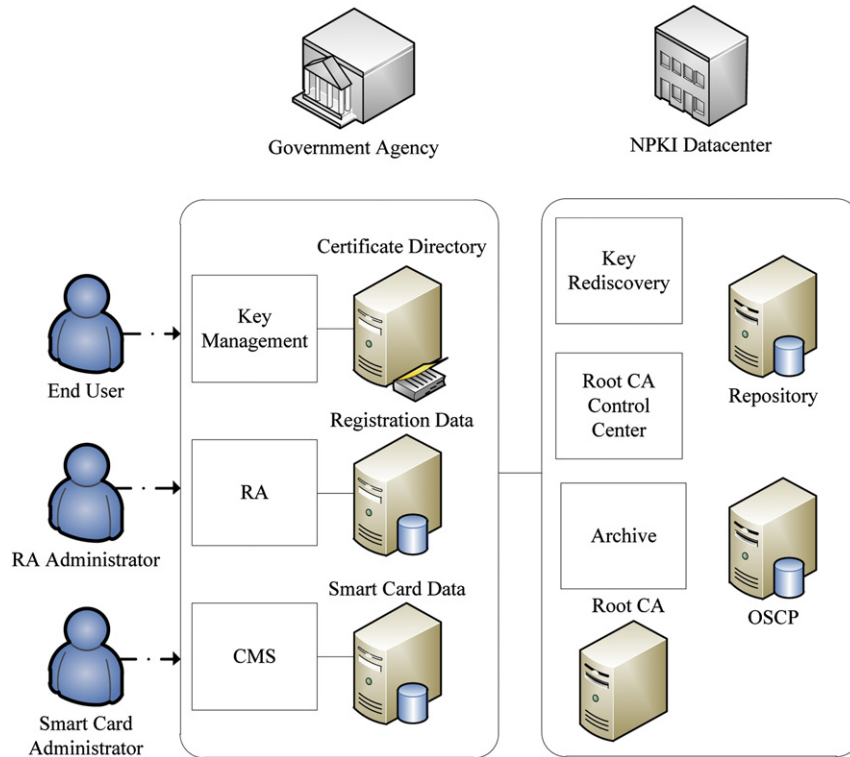 Government Agency
NPKI Datacenter
End User
RA Administrator
Smart Card
Administrator
Certificate Directory
Key
Management
Registration Data
RA
Smart Card Data
CMS
Key
Rediscovery
Root CA
Control
Center
Archive
Root CA
Repository
OSCP